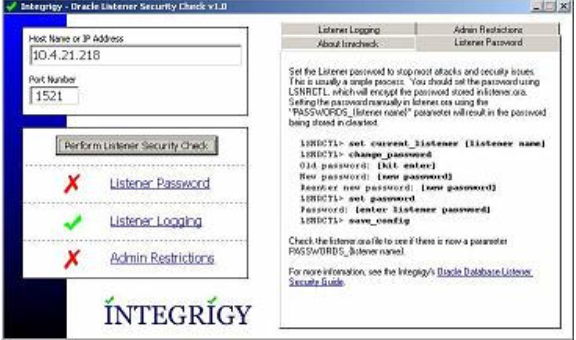 Integrigy - Oracle Listener Security Check v1.0
Host Name or IP Address
10.4.21.218
Port Number
1521
Perform Listener Security Check
Listener Password
Listener Logging
Admin Restrictions
INTEGRIGY
Listener Logging
Admin Restrictions
About lsnrcheck
Listener Password
Set the Listener password to stop most attacks and security issues.
This is usually a simple process. You should set the password using
LSNRCTL, which will encrypt the password stored in listener.ora.
Setting the password manually in listener.ora using the
"PASSWORDS_(listener name)" parameter will result in the password
being stored in cleartext.
LSNRCTL> set current_listener [listener name]
LSNRCTL> change_password
Old password: [hit enter]
New password: [new password]
Reenter new password: [new password]
LSNRCTL> set password
Password: [enter listener password]
LSNRCTL> save_config
Check the listener.ora file to see if there is now a parameter
PASSWORDS_(listener name).
For more information, see the Integrigy's Oracle Database Listener
Security Guide.